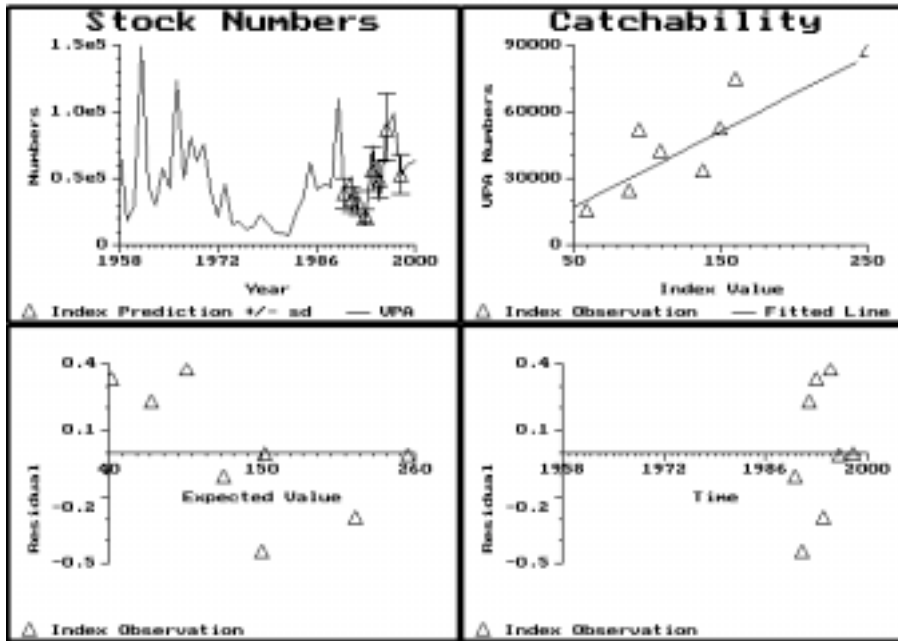 Stock Numbers
1.5e5
1.0e5
0.5e5
0
Numbers
1958
1972
1986
2000
Year
Index Prediction +/- sd
VPA
Catchability
90000
60000
30000
0
VPA Numbers
50
150
250
Index Value
Index Observation
Fitted Line
0.4
0.1
-0.2
-0.5
Residual
40
150
260
Expected Value
Index Observation
0.4
0.1
-0.2
-0.5
Residual
1958
1972
1986
2000
Time
Index Observation